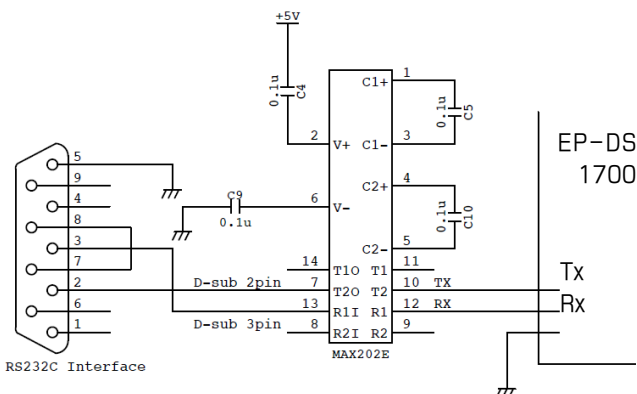 +5V
0.1u C4
C1+ 1
0.1u C5
2 V+ C1- 3
EP-DS
1700
5
9
4
8
3
7
2
6
1
C9
0.1u
6 V-
C2+ 4
0.1u C10
C2- 5
14 T1O T1 11
D-sub 2pin 7 T2O T2 10 TX Tx
13 R1I R1 12 RX Rx
D-sub 3pin 8 R2I R2 9
MAX202E
RS232C Interface